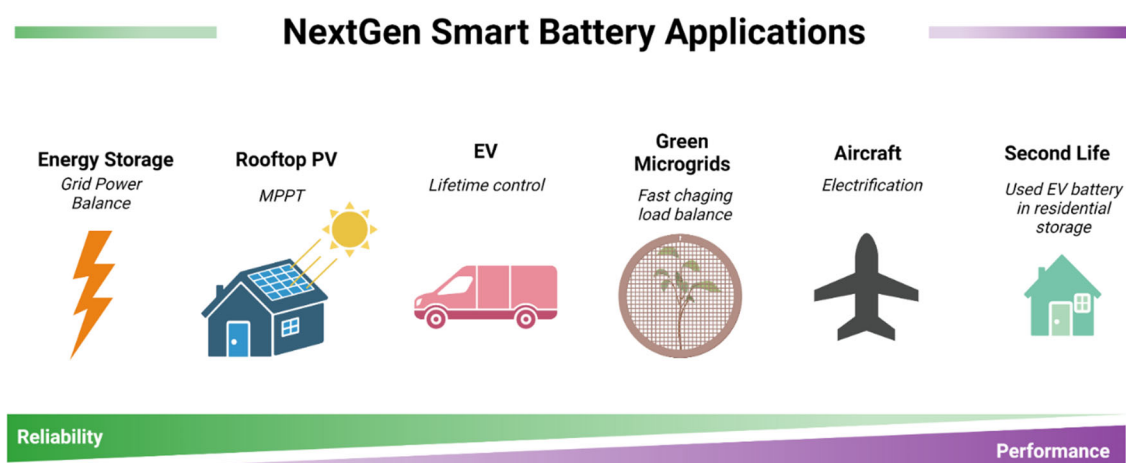 NextGen Smart Battery Applications
Energy Storage
Grid Power
Balance
Rooftop PV
MPPT
EV
Lifetime control
Green
Microgrids
Fast chaging
load balance
Aircraft
Electrification
Second Life
Used EV battery
in residential
storage
Reliability
Performance